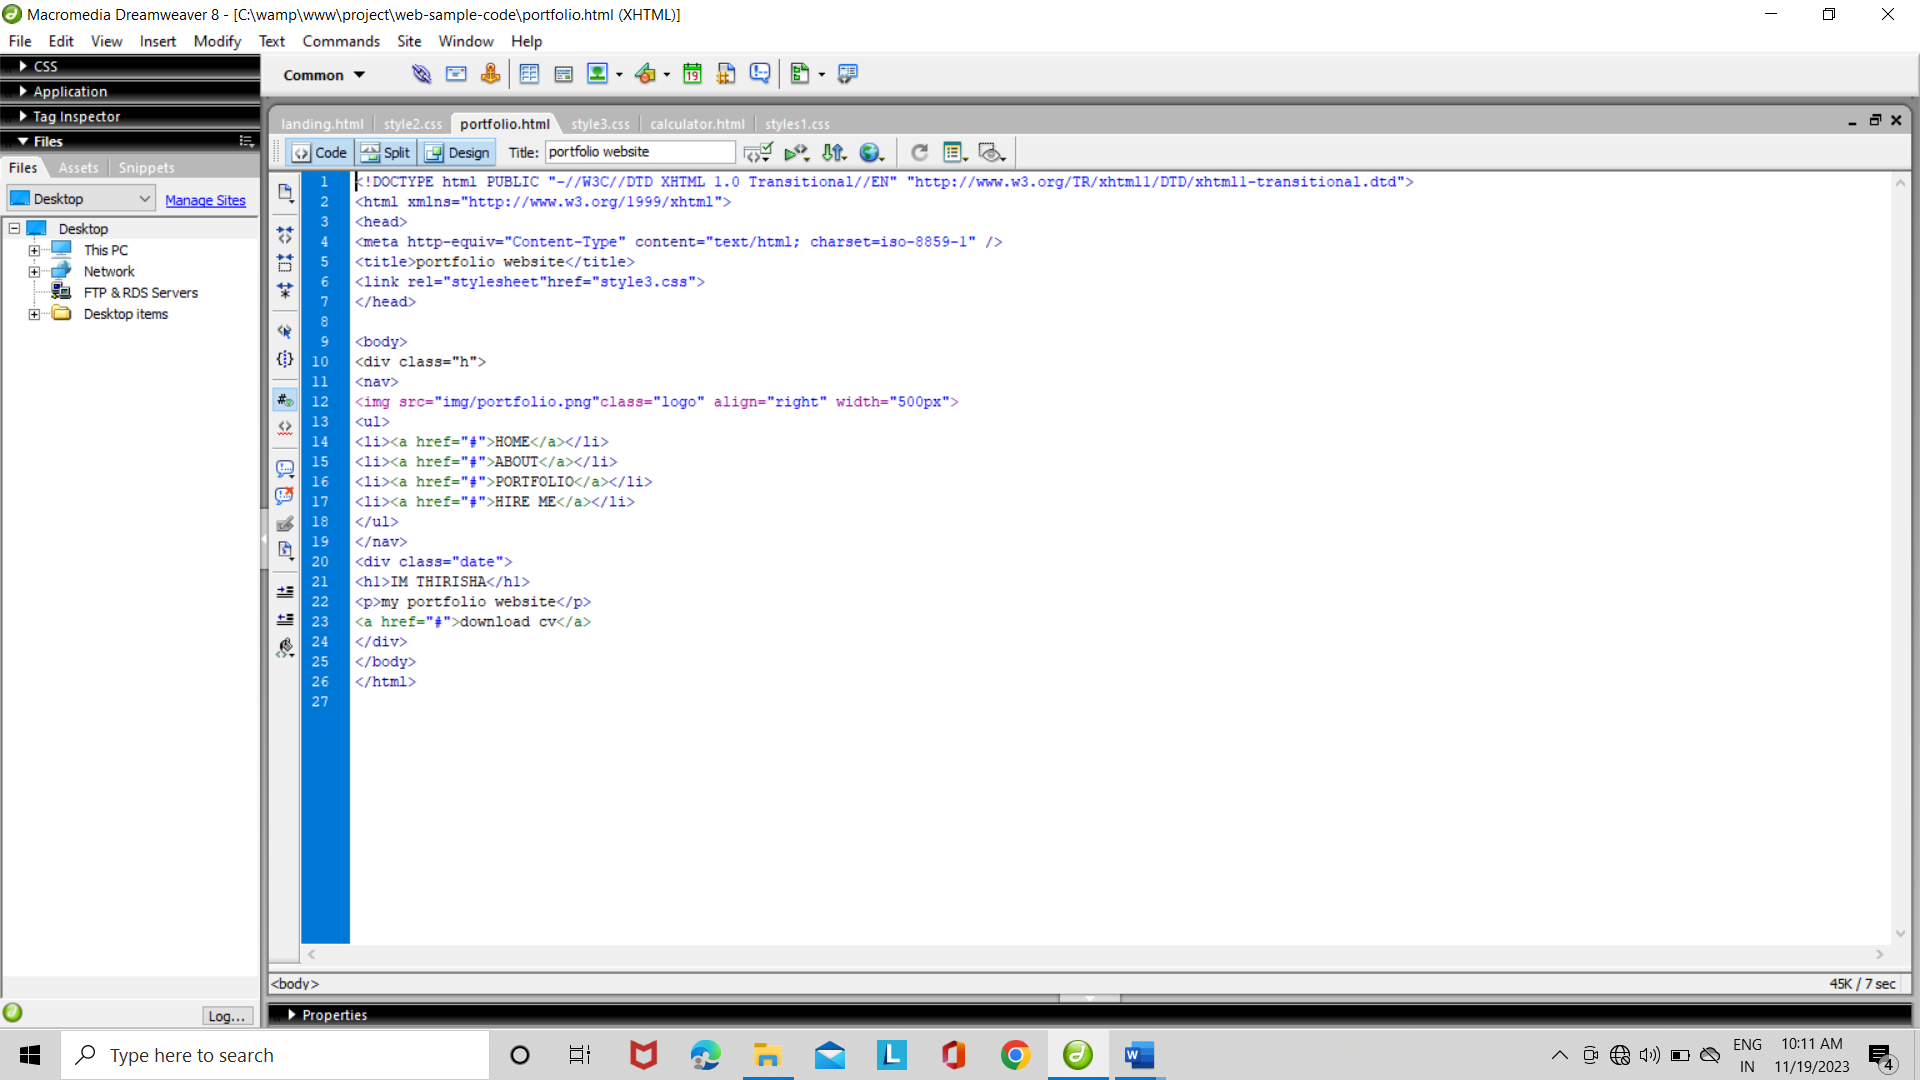 Macromedia Dreamweaver 8 - [C:\wamp\www\project\web-sample-code\portfolio.html (XHTML)]
File Edit View Insert Modify Text Commands Site Window Help
CSS
Application
Tag Inspector
Files
Files Assets Snippets
Desktop Manage Sites
Desktop
This PC
Network
FTP & RDS Servers
Desktop items
Log...
Common
19
landing.html style2.css portfolio.html style3.css calculator.html styles1.css
Code Split Design Title: portfolio website
1 <!DOCTYPE html PUBLIC "-//W3C//DTD XHTML 1.0 Transitional//EN" "http://www.w3.org/TR/xhtml1/DTD/xhtml1-transitional.dtd">
2 <html xmlns="http://www.w3.org/1999/xhtml">
3 <head>
4 <meta http-equiv="Content-Type" content="text/html; charset=iso-8859-1" />
5 <title>portfolio website</title>
6 <link rel="stylesheet"href="style3.css">
7 </head>
8
9 <body>
10 <div class="h">
11 <nav>
12 <img src="img/portfolio.png"class="logo" align="right" width="500px">
13 <ul>
14 <li><a href="#">HOME</a></li>
15 <li><a href="#">ABOUT</a></li>
16 <li><a href="#">PORTFOLIO</a></li>
17 <li><a href="#">HIRE ME</a></li>
18 </ul>
19 </nav>
20 <div class="date">
21 <h1>IM THIRISHA</h1>
22 <p>my portfolio website</p>
23 <a href="#">download cv</a>
24 </div>
25 </body>
26 </html>
27
<body> 45K / 7 sec
Properties
Type here to search
ENG
IN
10:11 AM
11/19/2023
4